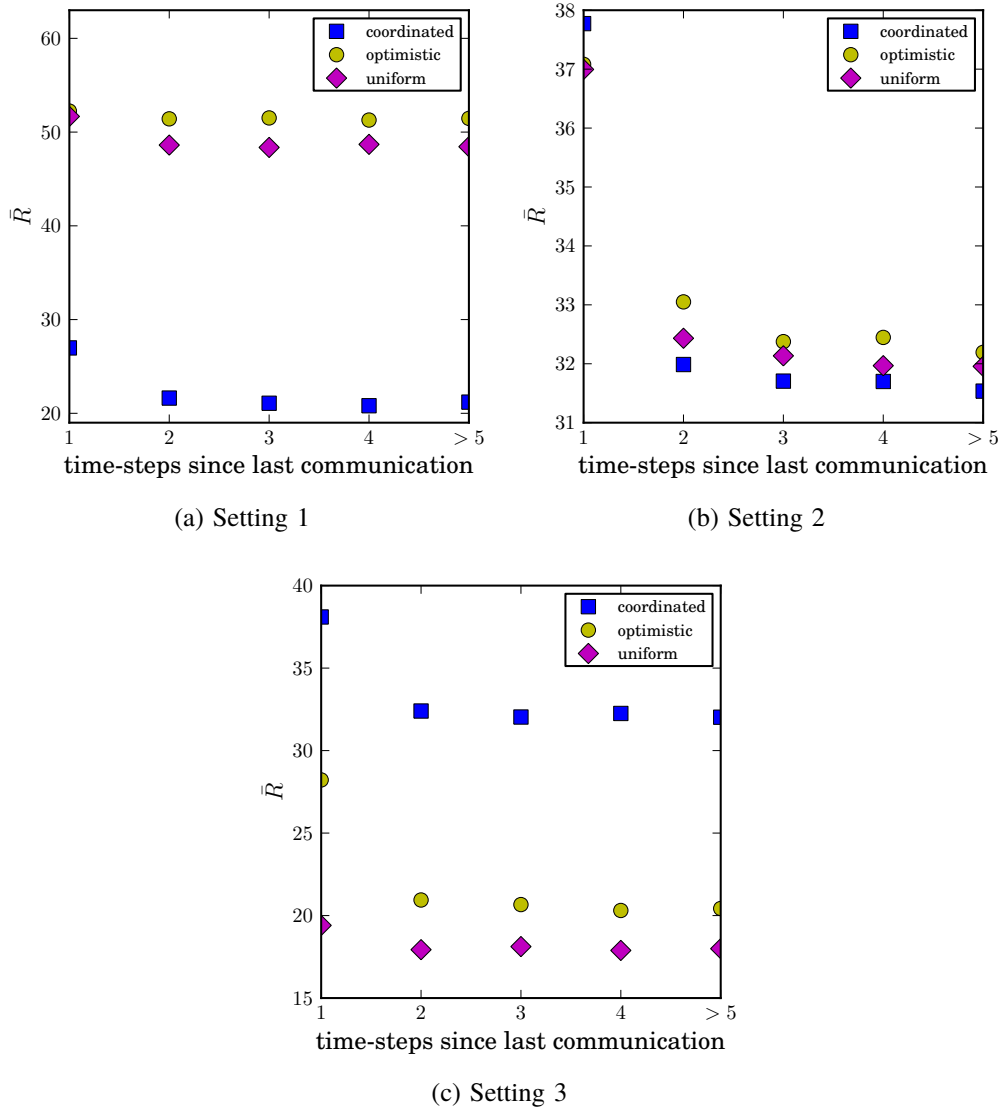 60
50
40
30
20
R̄
coordinated
optimistic
uniform
1 2 3 4 > 5
time-steps since last communication
(a) Setting 1
38
37
36
35
34
33
32
31
R̄
coordinated
optimistic
uniform
1 2 3 4 > 5
time-steps since last communication
(b) Setting 2
40
35
30
25
20
15
R̄
coordinated
optimistic
uniform
1 2 3 4 > 5
time-steps since last communication
(c) Setting 3